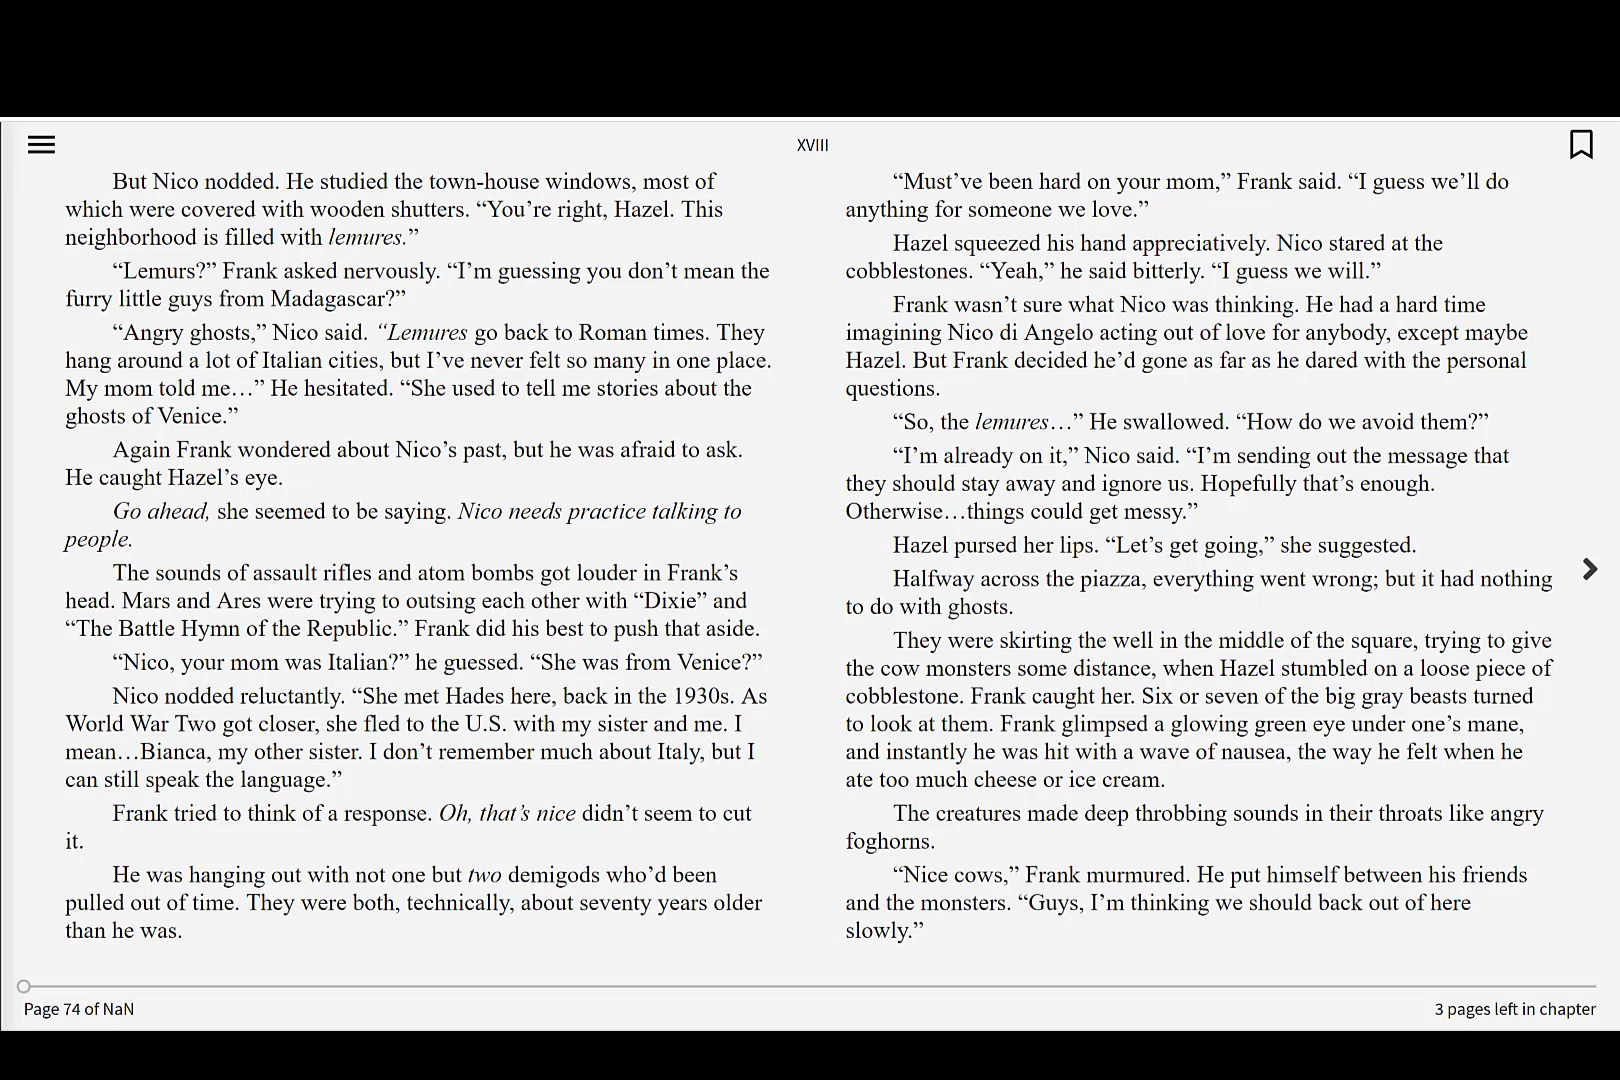 XVIII
But Nico nodded. He studied the town-house windows, most of
which were covered with wooden shutters. “You’re right, Hazel. This
neighborhood is filled with lemures.”
“Lemurs?” Frank asked nervously. “I’m guessing you don’t mean the
furry little guys from Madagascar?”
“Angry ghosts,” Nico said. “Lemures go back to Roman times. They
hang around a lot of Italian cities, but I’ve never felt so many in one place.
My mom told me…” He hesitated. “She used to tell me stories about the
ghosts of Venice.”
Again Frank wondered about Nico’s past, but he was afraid to ask.
He caught Hazel’s eye.
Go ahead, she seemed to be saying. Nico needs practice talking to
people.
The sounds of assault rifles and atom bombs got louder in Frank’s
head. Mars and Ares were trying to outsing each other with “Dixie” and
“The Battle Hymn of the Republic.” Frank did his best to push that aside.
“Nico, your mom was Italian?” he guessed. “She was from Venice?”
Nico nodded reluctantly. “She met Hades here, back in the 1930s. As
World War Two got closer, she fled to the U.S. with my sister and me. I
mean…Bianca, my other sister. I don’t remember much about Italy, but I
can still speak the language.”
Frank tried to think of a response. Oh, that’s nice didn’t seem to cut
it.
He was hanging out with not one but two demigods who’d been
pulled out of time. They were both, technically, about seventy years older
than he was.
“Must’ve been hard on your mom,” Frank said. “I guess we’ll do
anything for someone we love.”
Hazel squeezed his hand appreciatively. Nico stared at the
cobblestones. “Yeah,” he said bitterly. “I guess we will.”
Frank wasn’t sure what Nico was thinking. He had a hard time
imagining Nico di Angelo acting out of love for anybody, except maybe
Hazel. But Frank decided he’d gone as far as he dared with the personal
questions.
“So, the lemures…” He swallowed. “How do we avoid them?”
“I’m already on it,” Nico said. “I’m sending out the message that
they should stay away and ignore us. Hopefully that’s enough.
Otherwise…things could get messy.”
Hazel pursed her lips. “Let’s get going,” she suggested.
Halfway across the piazza, everything went wrong; but it had nothing
to do with ghosts.
They were skirting the well in the middle of the square, trying to give
the cow monsters some distance, when Hazel stumbled on a loose piece of
cobblestone. Frank caught her. Six or seven of the big gray beasts turned
to look at them. Frank glimpsed a glowing green eye under one’s mane,
and instantly he was hit with a wave of nausea, the way he felt when he
ate too much cheese or ice cream.
The creatures made deep throbbing sounds in their throats like angry
foghorns.
“Nice cows,” Frank murmured. He put himself between his friends
and the monsters. “Guys, I’m thinking we should back out of here
slowly.”
Page 74 of NaN
3 pages left in chapter